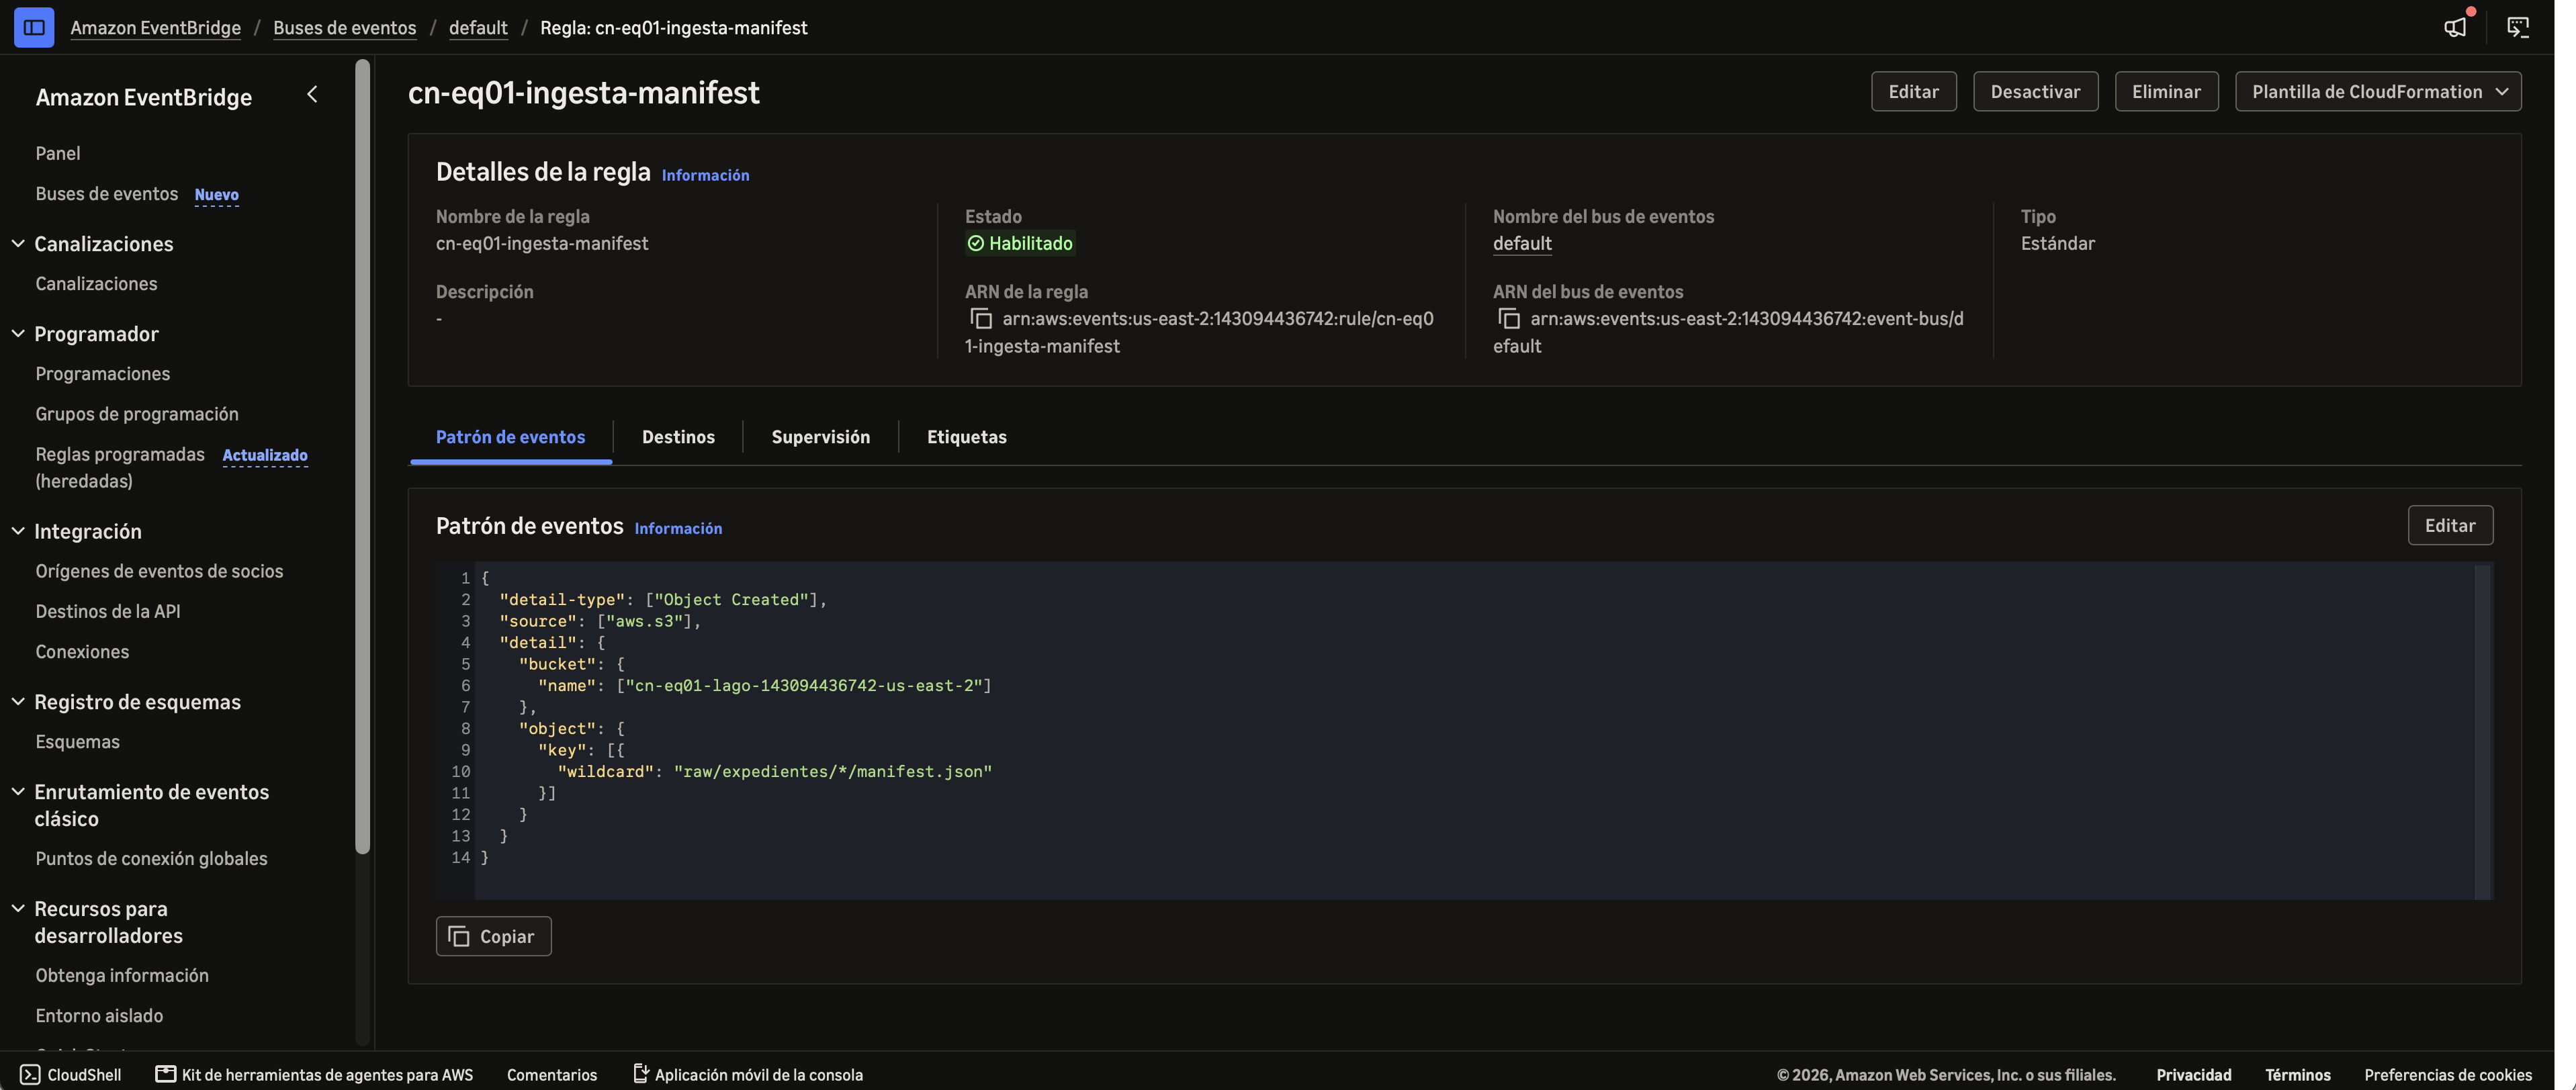 Amazon EventBridge / Buses de eventos / default / Regla: cn-eq01-ingesta-manifest
Amazon EventBridge
Panel
Buses de eventos Nuevo
Canalizaciones
Canalizaciones
Programador
Programaciones
Grupos de programación
Reglas programadas Actualizado
(heredadas)
Integración
Orígenes de eventos de socios
Destinos de la API
Conexiones
Registro de esquemas
Esquemas
Enrutamiento de eventos
clásico
Puntos de conexión globales
Recursos para
desarrolladores
Obtenga información
Entorno aislado
cn-eq01-ingesta-manifest
Editar Desactivar Eliminar Plantilla de CloudFormation
Detalles de la regla Información
Nombre de la regla
cn-eq01-ingesta-manifest
Descripción
-
Estado
Habilitado
ARN de la regla
arn:aws:events:us-east-2:143094436742:rule/cn-eq0
1-ingesta-manifest
Nombre del bus de eventos
default
ARN del bus de eventos
arn:aws:events:us-east-2:143094436742:event-bus/d
efault
Tipo
Estándar
Patrón de eventos Destinos Supervisión Etiquetas
Patrón de eventos Información
Editar
1 {
2 "detail-type": ["Object Created"],
3 "source": ["aws.s3"],
4 "detail": {
5 "bucket": {
6 "name": ["cn-eq01-lago-143094436742-us-east-2"]
7 },
8 "object": {
9 "key": [{
10 "wildcard": "raw/expedientes/*/manifest.json"
11 }]
12 }
13 }
14 }
Copiar
CloudShell Kit de herramientas de agentes para AWS Comentarios Aplicación móvil de la consola
© 2026, Amazon Web Services, Inc. o sus filiales. Privacidad Términos Preferencias de cookies